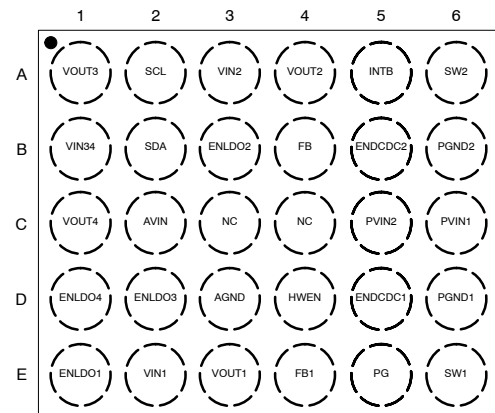 1 2 3 4 5 6
A VOUT3 SCL VIN2 VOUT2 INTB SW2
B VIN34 SDA ENLDO2 FB ENDCDC2 PGND2
C VOUT4 AVIN NC NC PVIN2 PVIN1
D ENLDO4 ENLDO3 AGND HWEN ENDCDC1 PGND1
E ENLDO1 VIN1 VOUT1 FB1 PG SW1